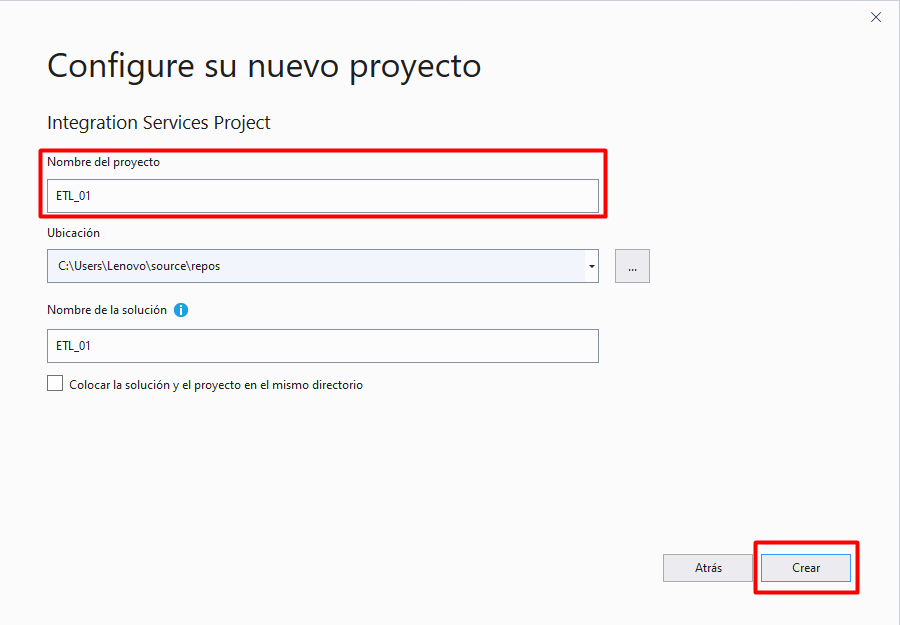 Configure su nuevo proyecto
Integration Services Project
Nombre del proyecto
ETL_01
Ubicación
C:\Users\Lenovo\source\repos
...
Nombre de la solución
ETL_01
Colocar la solución y el proyecto en el mismo directorio
Atrás
Crear